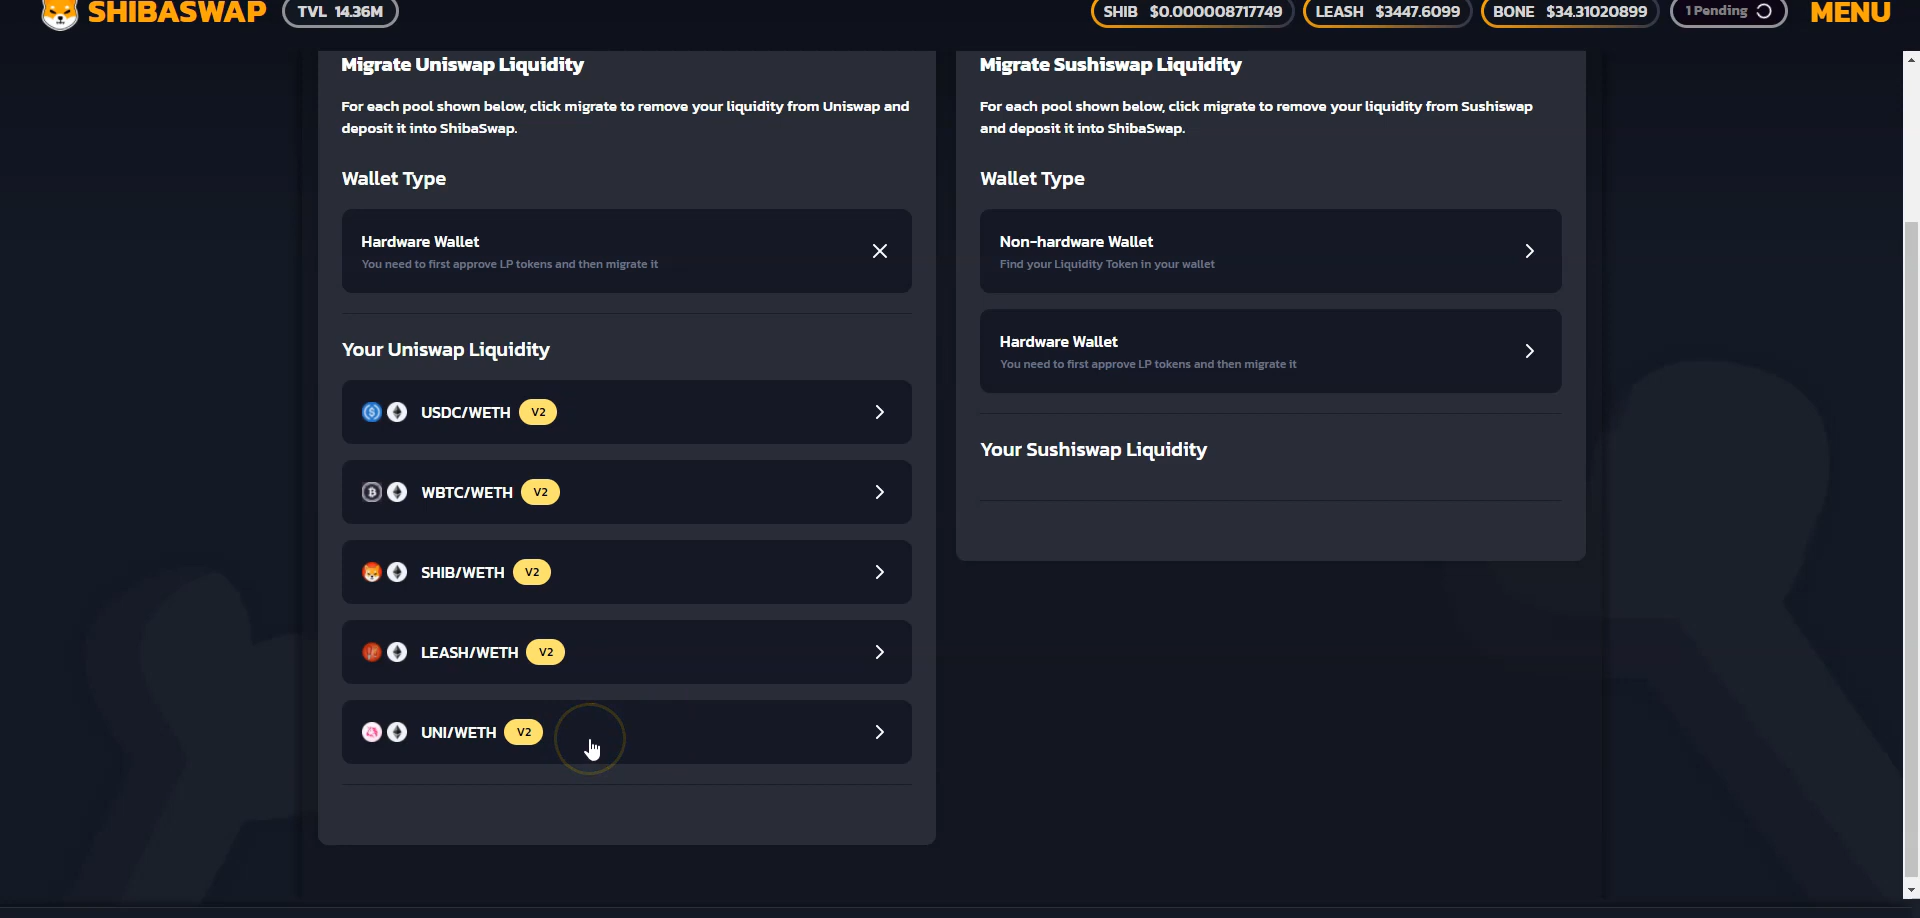 SHIBASWAP
TVL 14.36M
SHIB $0.000008717749
LEASH $3447.6099
BONE $34.31020899
1 Pending
MENU
Migrate Uniswap Liquidity
For each pool shown below, click migrate to remove your liquidity from Uniswap and
deposit it into ShibaSwap.
Wallet Type
Hardware Wallet
You need to first approve LP tokens and then migrate it
Your Uniswap Liquidity
USDC/WETH V2
WBTC/WETH V2
SHIB/WETH V2
LEASH/WETH V2
UNI/WETH V2
Migrate Sushiswap Liquidity
For each pool shown below, click migrate to remove your liquidity from Sushiswap
and deposit it into ShibaSwap.
Wallet Type
Non-hardware Wallet
Find your Liquidity Token in your wallet
Hardware Wallet
You need to first approve LP tokens and then migrate it
Your Sushiswap Liquidity